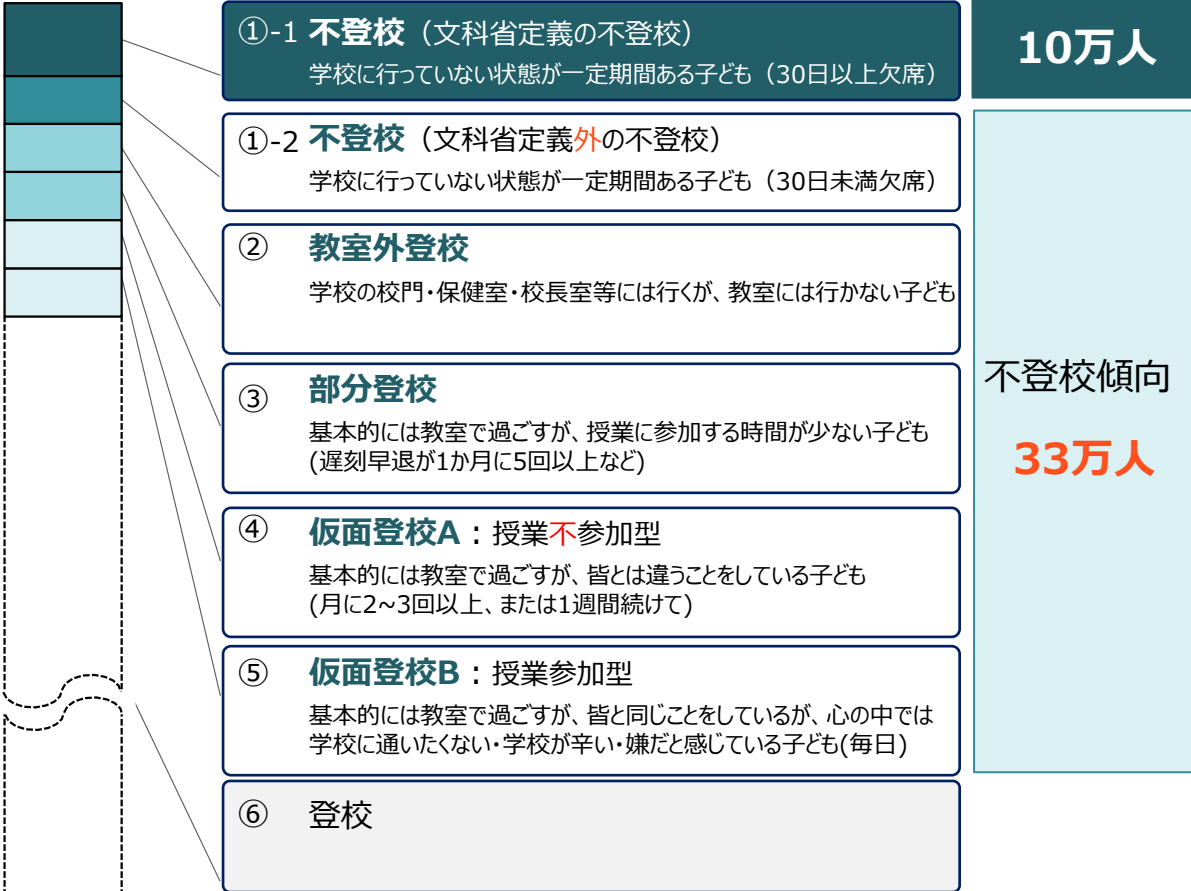 ①-1 不登校（文科省定義の不登校）
学校に行っていない状態が一定期間ある子ども（30日以上欠席）
10万人
①-2 不登校（文科省定義外の不登校）
学校に行っていない状態が一定期間ある子ども（30日未満欠席）
② 教室外登校
学校の校門・保健室・校長室等には行くが、教室には行かない子ども
③ 部分登校
基本的には教室で過ごすが、授業に参加する時間が少ない子ども
(遅刻早退が1か月に5回以上など)
④ 仮面登校A：授業不参加型
基本的には教室で過ごすが、皆とは違うことをしている子ども
(月に2~3回以上、または1週間続けて)
⑤ 仮面登校B：授業参加型
基本的には教室で過ごすが、皆と同じことをしているが、心の中では
学校に通いたくない・学校が辛い・嫌だと感じている子ども(毎日)
不登校傾向
33万人
⑥ 登校